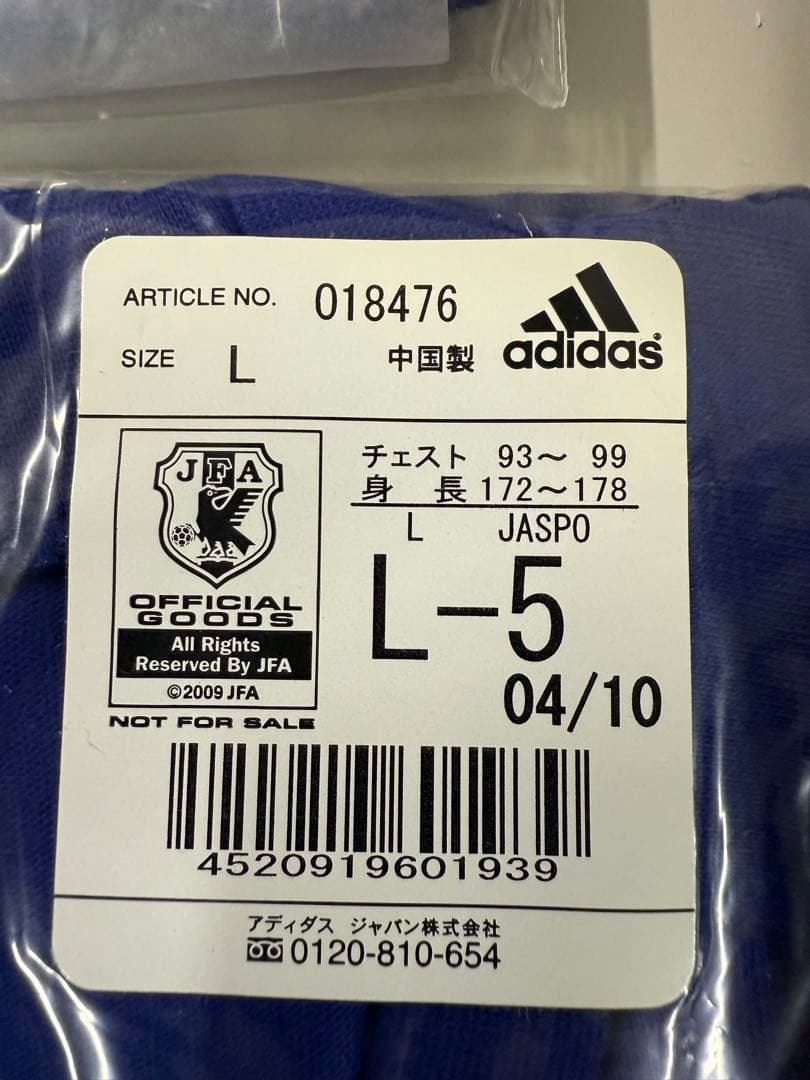 ARTICLE NO. 018476
SIZE L 中国製
adidas®
JFA
OFFICIAL
GOODS
All Rights
Reserved By JFA
©2009 JFA
NOT FOR SALE
チェスト 93〜 99
身 長 172〜178
L JASPO
L-5
04/10
4520919601939
アディダス ジャパン株式会社
0120-810-654